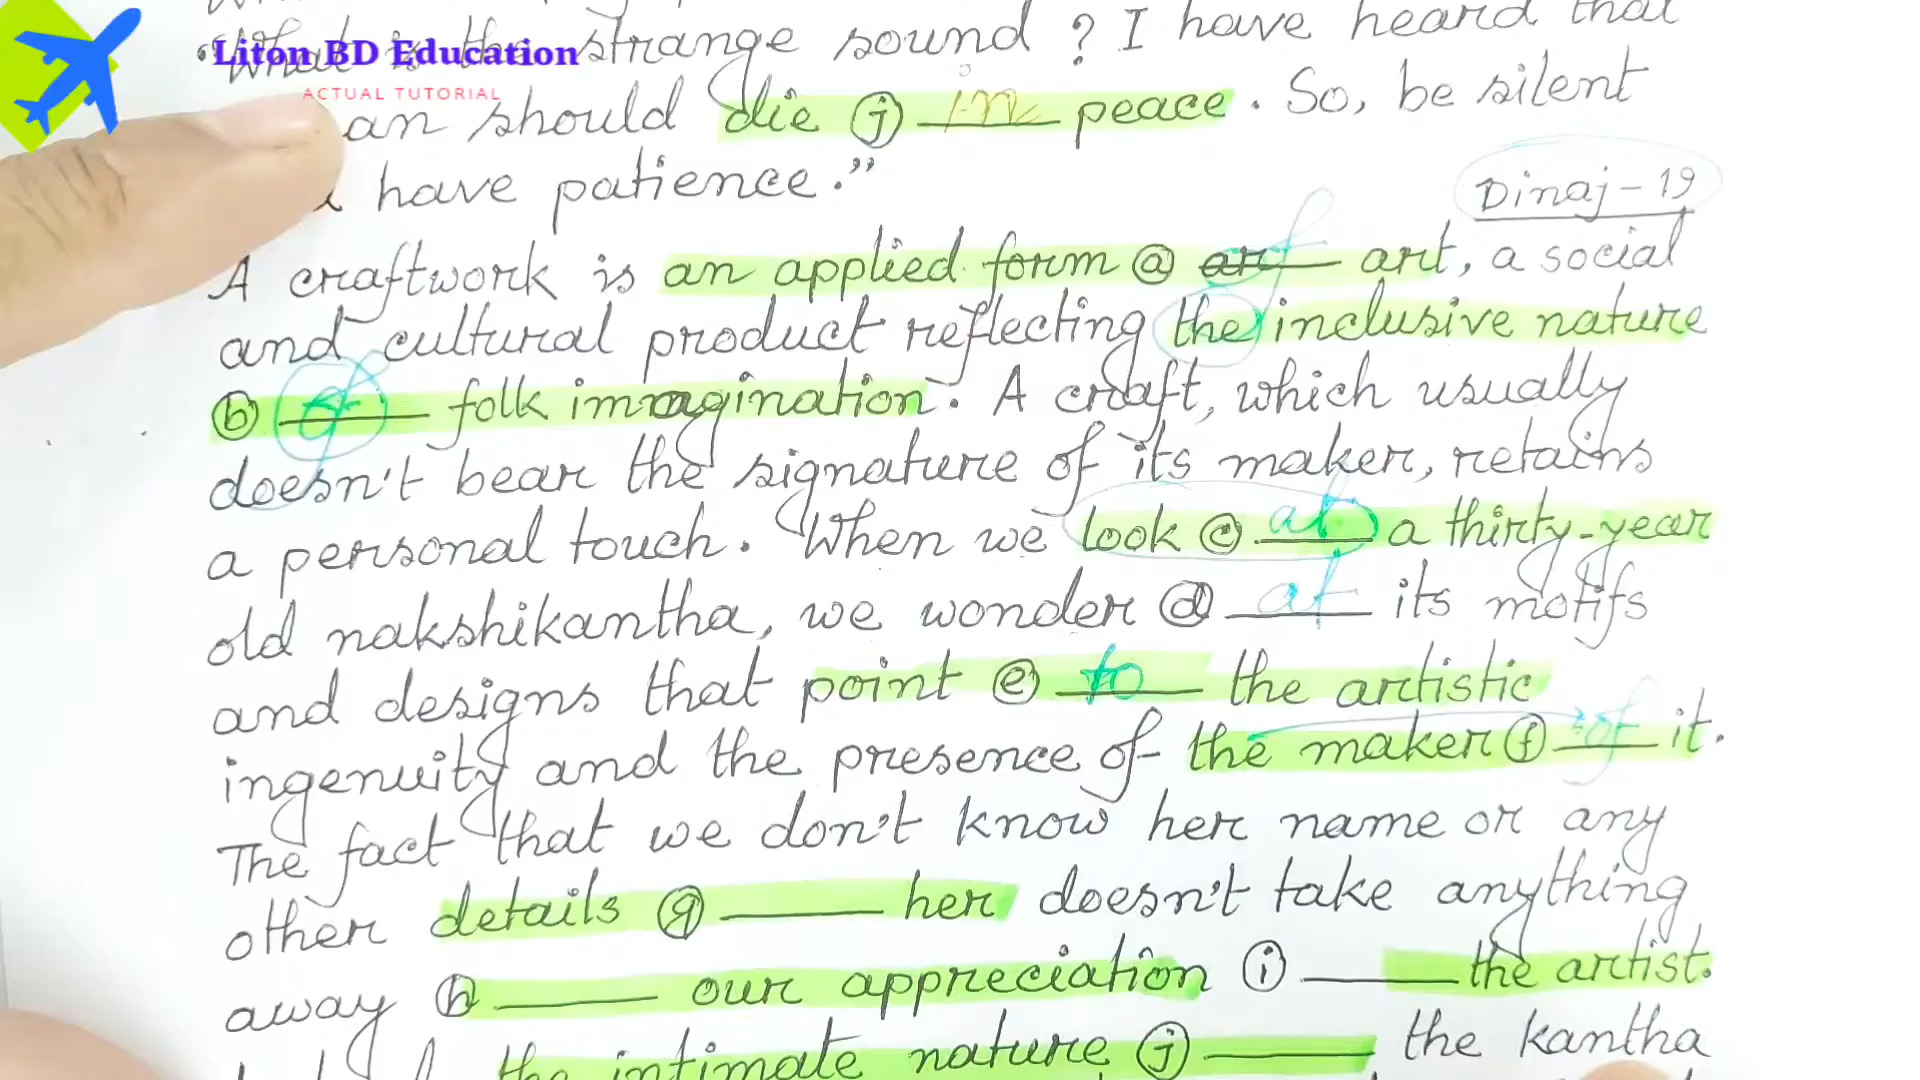 Liton BD Education
ACTUAL TUTORIAL
strange sound ? I have heard that
an should die (j) in peace. So, be silent
have patience."
Dinaj-19
A craftwork is an applied form (a) of art, a social
and cultural product reflecting the inclusive nature
(b) of folk imagination. A craft, which usually
doesn't bear the signature of its maker, retains
a personal touch. When we look (c) at a thirty-year
old nakshikantha, we wonder (d) at its motifs
and designs that point (e) to the artistic
ingenuity and the presence of the maker (f) of it.
The fact that we don't know her name or any
other details (g) ____ her doesn't take anything
away (h) ____ our appreciation (i) ____ the artist.
the intimate nature (j) ____ the kantha